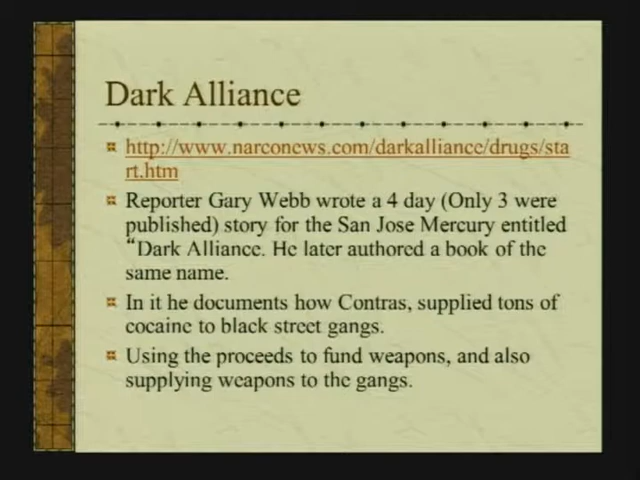 Dark Alliance
http://www.narconews.com/darkalliance/drugs/sta
rt.htm
Reporter Gary Webb wrote a 4 day (Only 3 were
published) story for the San Jose Mercury entitled
“Dark Alliance. He later authored a book of the
same name.
In it he documents how Contras, supplied tons of
cocaine to black street gangs.
Using the proceeds to fund weapons, and also
supplying weapons to the gangs.